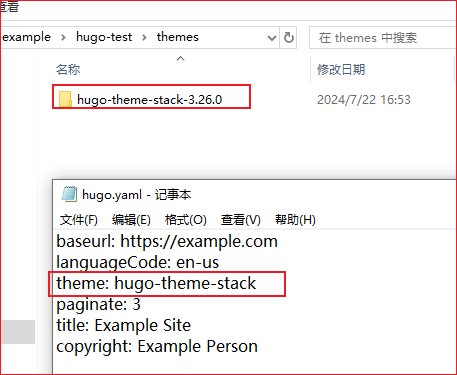 查看
example
hugo-test
themes
在 themes 中搜索
名称
修改日期
hugo-theme-stack-3.26.0
2024/7/22 16:53
hugo.yaml - 记事本
文件(F) 编辑(E) 格式(O) 查看(V) 帮助(H)
baseurl: https://example.com
languageCode: en-us
theme: hugo-theme-stack
paginate: 3
title: Example Site
copyright: Example Person